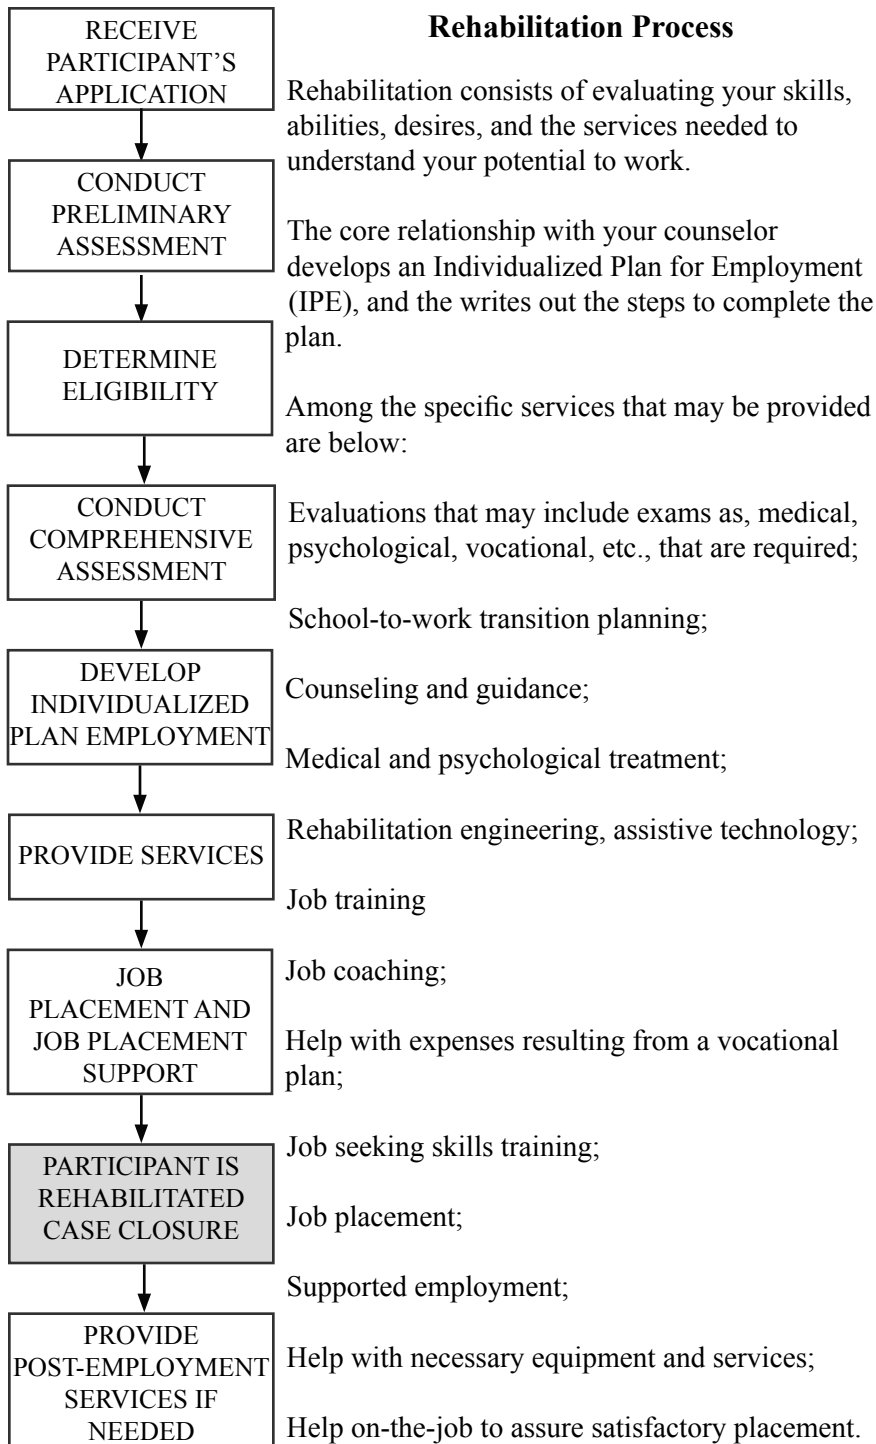 RECEIVE
PARTICIPANT'S
APPLICATION
CONDUCT
PRELIMINARY
ASSESSMENT
DETERMINE
ELIGIBILITY
CONDUCT
COMPREHENSIVE
ASSESSMENT
DEVELOP
INDIVIDUALIZED
PLAN EMPLOYMENT
PROVIDE SERVICES
JOB
PLACEMENT AND
JOB PLACEMENT
SUPPORT
PARTICIPANT IS
REHABILITATED
CASE CLOSURE
PROVIDE
POST-EMPLOYMENT
SERVICES IF
NEEDED
Rehabilitation Process
Rehabilitation consists of evaluating your skills,
abilities, desires, and the services needed to
understand your potential to work.
The core relationship with your counselor
develops an Individualized Plan for Employment
(IPE), and the writes out the steps to complete the
plan.
Among the specific services that may be provided
are below:
Evaluations that may include exams as, medical,
psychological, vocational, etc., that are required;
School-to-work transition planning;
Counseling and guidance;
Medical and psychological treatment;
Rehabilitation engineering, assistive technology;
Job training
Job coaching;
Help with expenses resulting from a vocational
plan;
Job seeking skills training;
Job placement;
Supported employment;
Help with necessary equipment and services;
Help on-the-job to assure satisfactory placement.